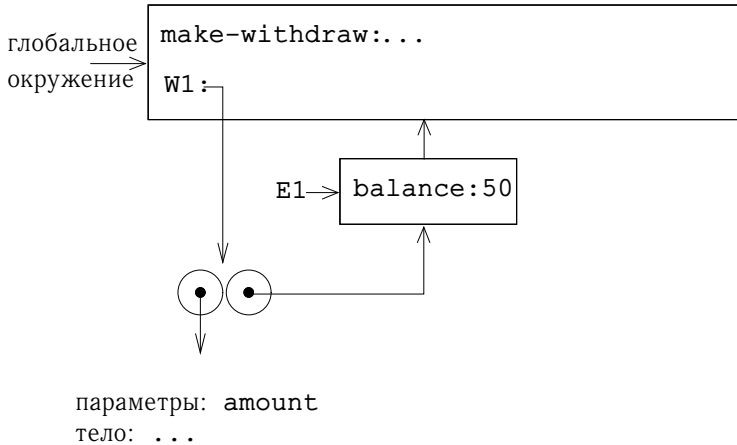 make-withdraw:...
глобальное
окружение
W1:
E1
balance:50
параметры: amount
тело: ...